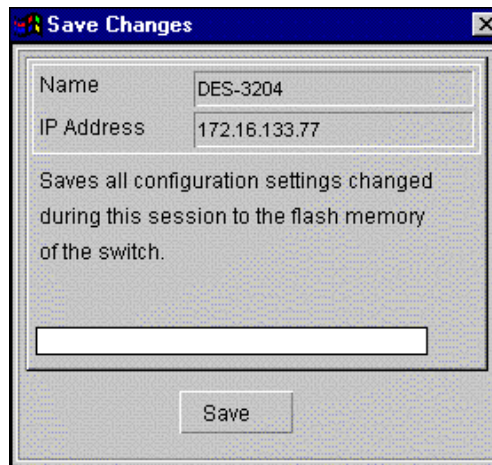 Save Changes
Name DES-3204
IP Address 172.16.133.77
Saves all configuration settings changed
during this session to the flash memory
of the switch.
Save